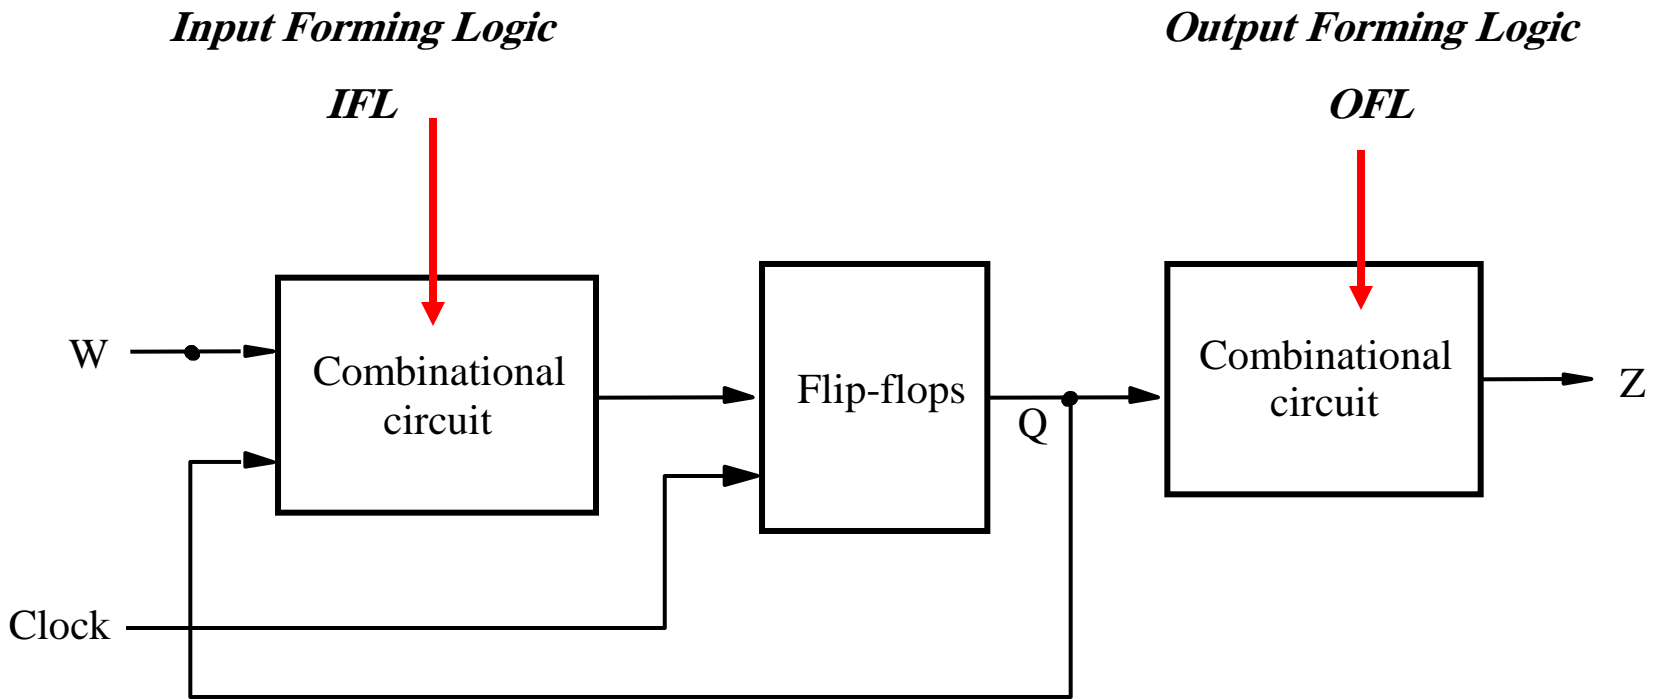 Input Forming Logic
IFL
Output Forming Logic
OFL
W
Combinational
circuit
Flip-flops
Q
Combinational
circuit
Z
Clock